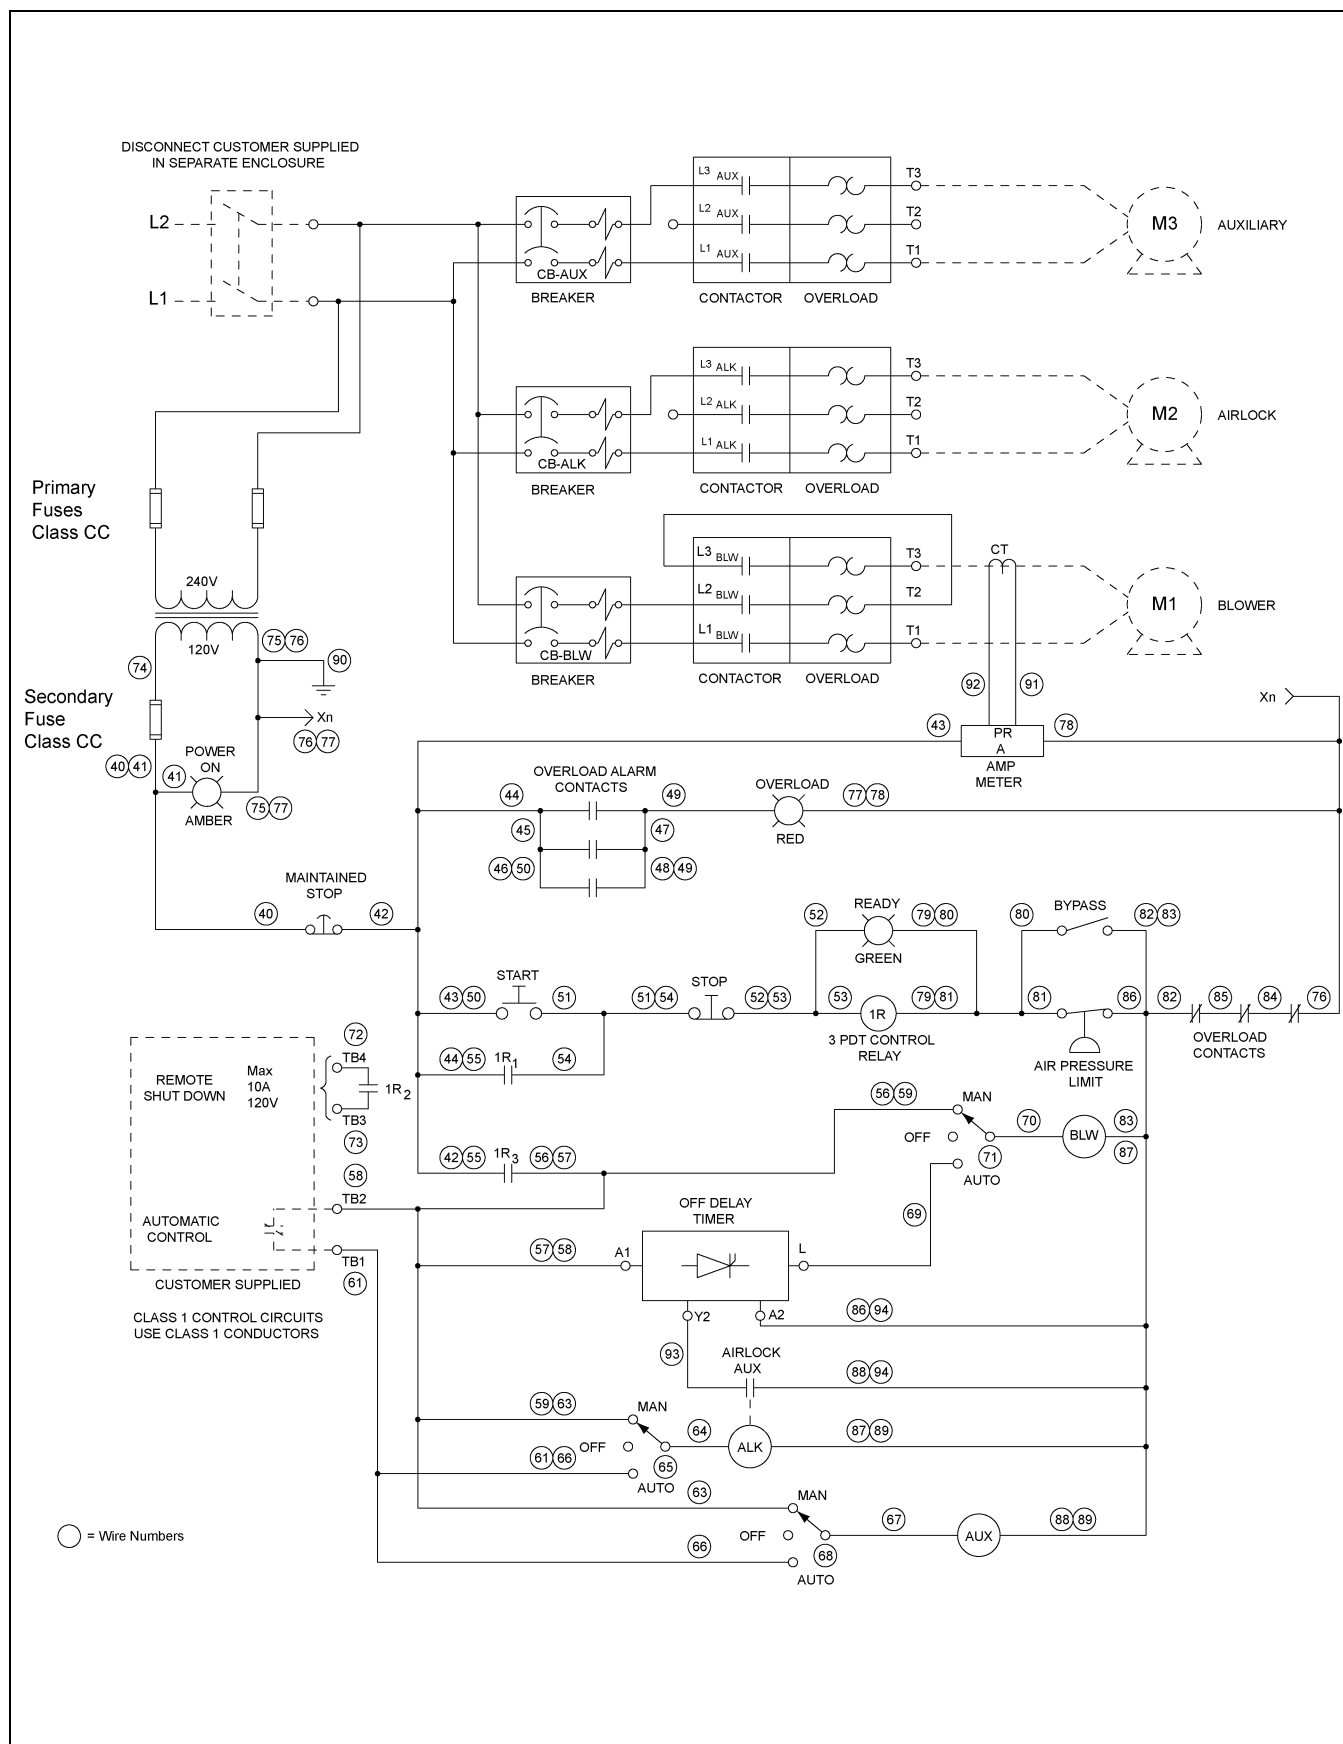 DISCONNECT CUSTOMER SUPPLIED
IN SEPARATE ENCLOSURE
L2
L1
L3 AUX
L2 AUX
L1 AUX
T3
T2
T1
CB-AUX
BREAKER
CONTACTOR
OVERLOAD
M3
AUXILIARY
L3 ALK
L2 ALK
L1 ALK
T3
T2
T1
CB-ALK
BREAKER
CONTACTOR
OVERLOAD
M2
AIRLOCK
Primary
Fuses
Class CC
240V
120V
75 76
74
90
L3 BLW
L2 BLW
L1 BLW
T3
T2
T1
CT
CB-BLW
BREAKER
CONTACTOR
OVERLOAD
M1
BLOWER
92
91
Secondary
Fuse
Class CC
Xn
76 77
Xn
43
PR
A
78
AMP
METER
40 41
41
POWER
ON
AMBER
75 77
OVERLOAD ALARM
CONTACTS
44
49
45
47
46 50
48 49
OVERLOAD
RED
77 78
MAINTAINED
STOP
40
42
52
READY
GREEN
79 80
80
BYPASS
82 83
START
43 50
51
51 54
STOP
52 53
53
1R
79 81
3 PDT CONTROL
RELAY
81
86
82
85
84
76
OVERLOAD
CONTACTS
AIR PRESSURE
LIMIT
44 55
1R1
54
REMOTE
SHUT DOWN
Max
10A
120V
72
TB4
1R2
TB3
73
58
TB2
AUTOMATIC
CONTROL
TB1
61
CUSTOMER SUPPLIED
CLASS 1 CONTROL CIRCUITS
USE CLASS 1 CONDUCTORS
42 55
1R3
56 57
56 59
MAN
OFF
AUTO
71
70
BLW
83
87
69
OFF DELAY
TIMER
57 58
A1
L
Y2
A2
86 94
93
AIRLOCK
AUX
88 94
59 63
MAN
OFF
AUTO
61 66
65
64
ALK
87 89
63
MAN
OFF
AUTO
66
68
67
AUX
88 89
= Wire Numbers